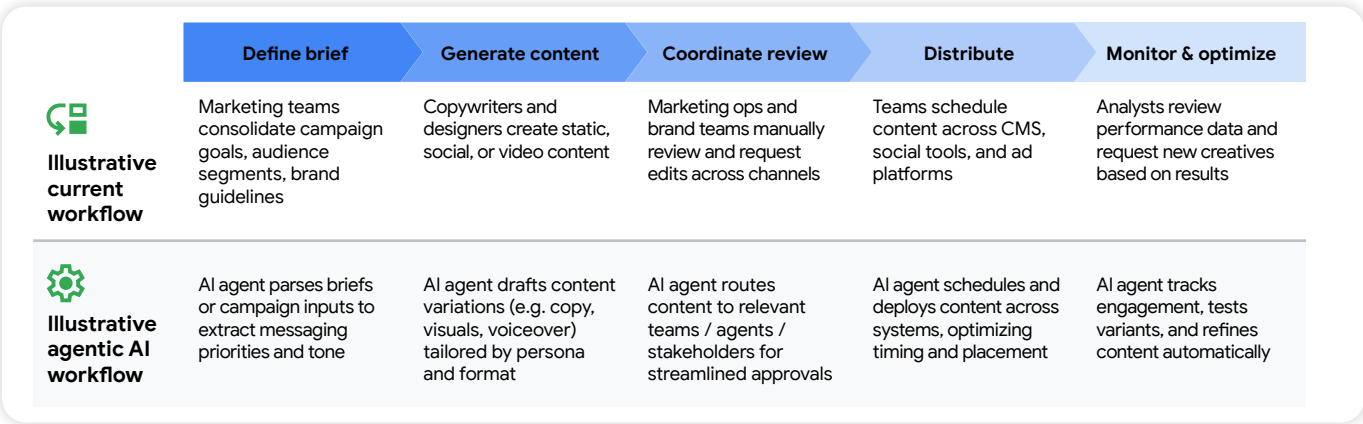 Define brief
Generate content
Coordinate review
Distribute
Monitor & optimize
Illustrative
current
workflow
Marketing teams
consolidate campaign
goals, audience
segments, brand
guidelines
Copywriters and
designers create static,
social, or video content
Marketing ops and
brand teams manually
review and request
edits across channels
Teams schedule
content across CMS,
social tools, and ad
platforms
Analysts review
performance data and
request new creatives
based on results
Illustrative
agentic AI
workflow
AI agent parses briefs
or campaign inputs to
extract messaging
priorities and tone
AI agent drafts content
variations (e.g. copy,
visuals, voiceover)
tailored by persona
and format
AI agent routes
content to relevant
teams / agents /
stakeholders for
streamlined approvals
AI agent schedules and
deploys content across
systems, optimizing
timing and placement
AI agent tracks
engagement, tests
variants, and refines
content automatically